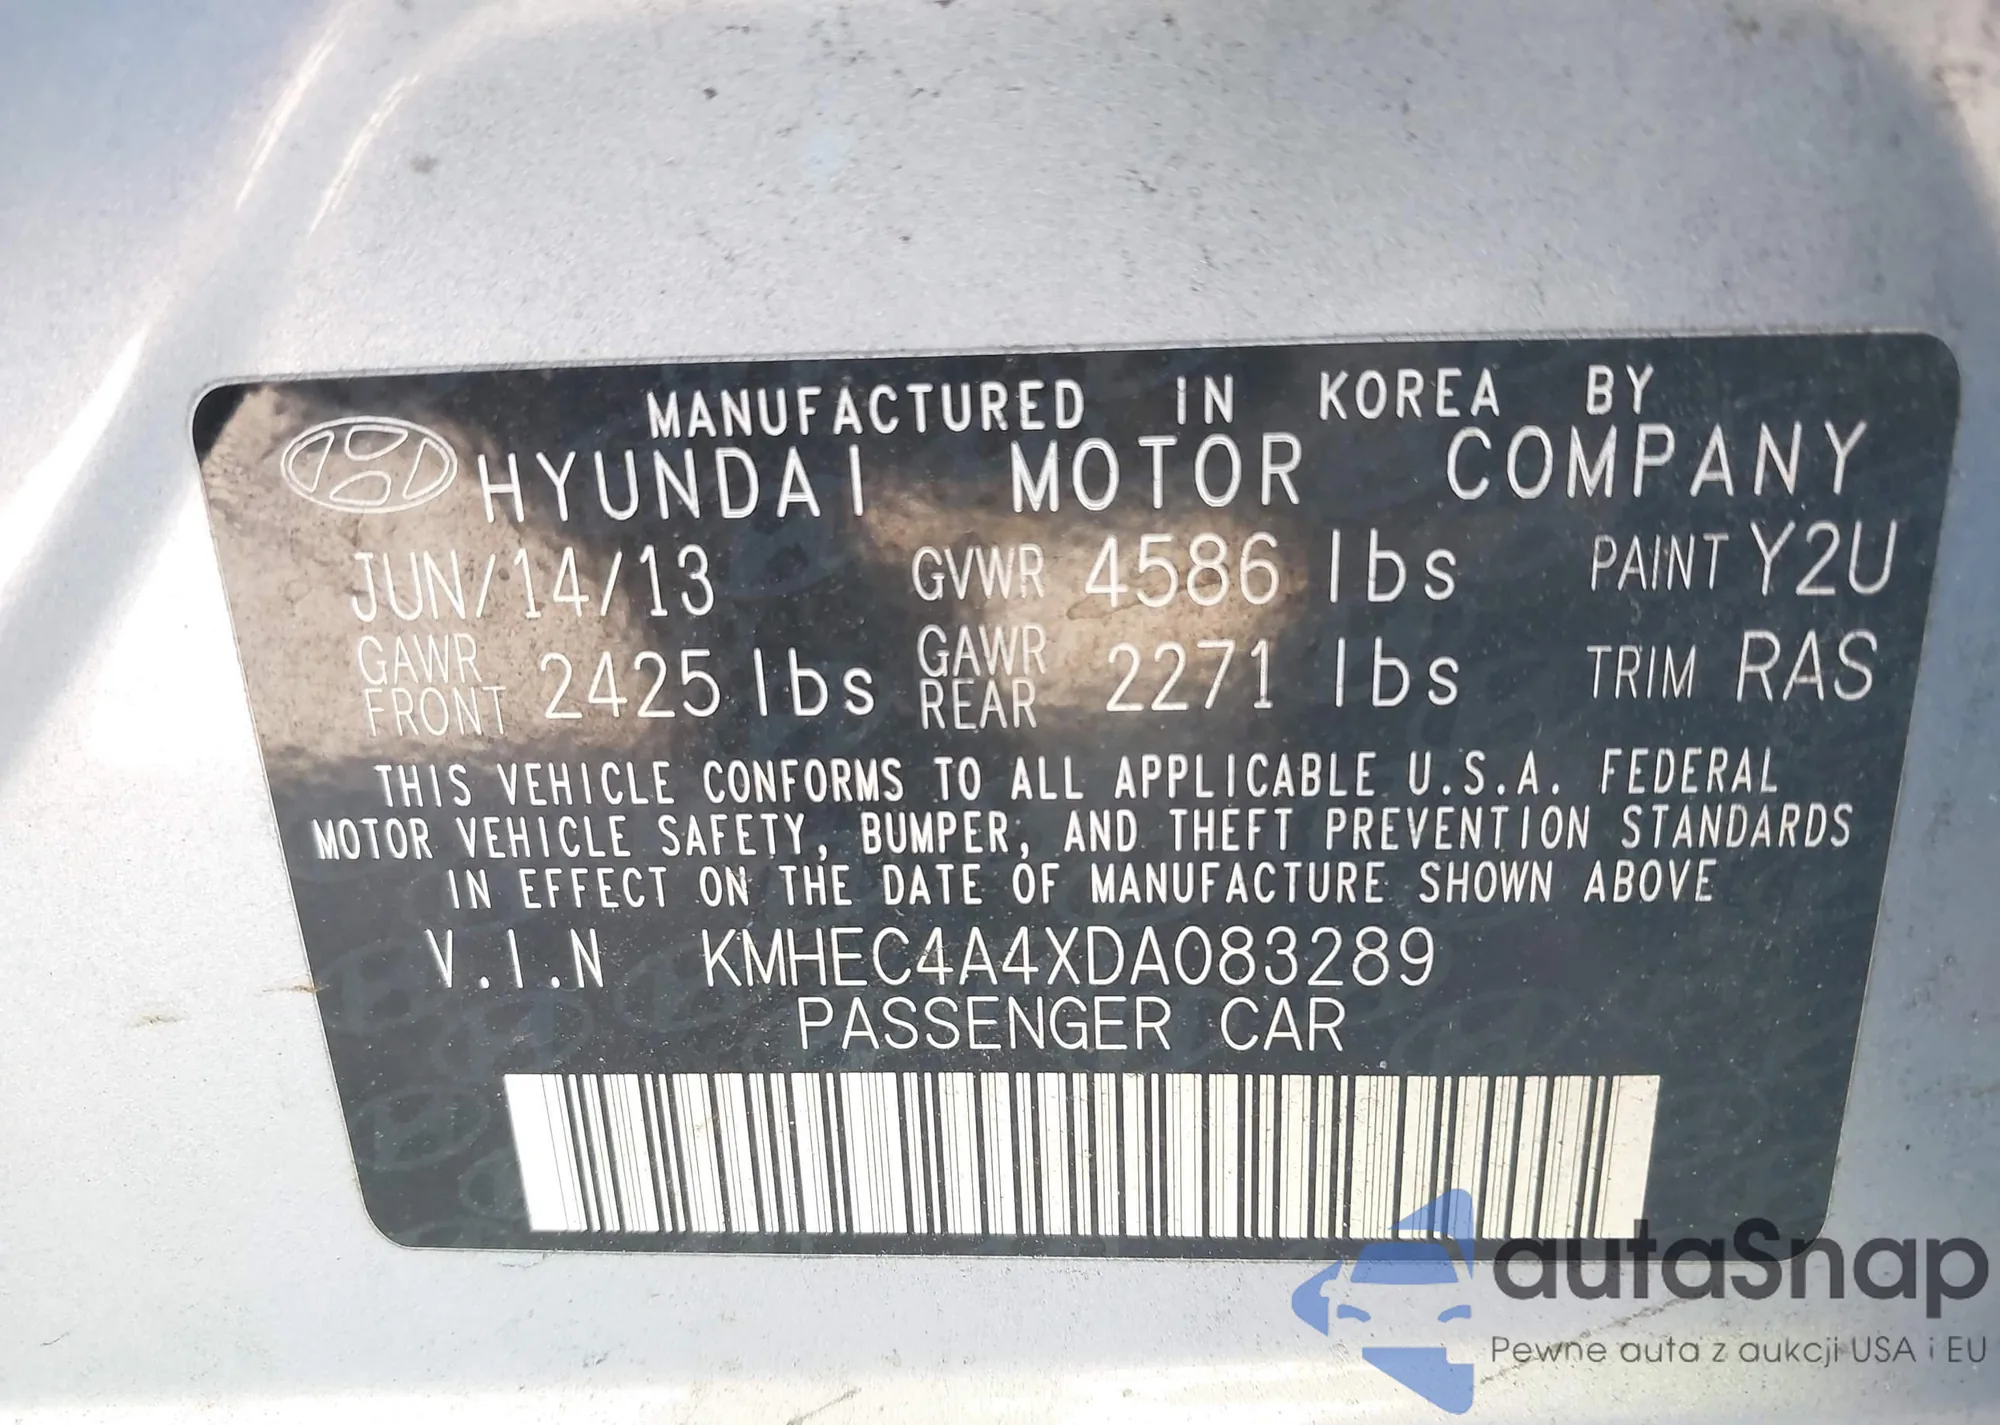 MANUFACTURED IN KOREA BY
HYUNDAI MOTOR COMPANY
JUN/14/13 GVWR 4586 lbs PAINT Y2U
GAWR FRONT 2425 lbs GAWR REAR 2271 lbs TRIM RAS
THIS VEHICLE CONFORMS TO ALL APPLICABLE U.S.A. FEDERAL
MOTOR VEHICLE SAFETY, BUMPER, AND THEFT PREVENTION STANDARDS
IN EFFECT ON THE DATE OF MANUFACTURE SHOWN ABOVE
V.I.N KMHEC4A4XDA083289
PASSENGER CAR
autaSnap
Pewne auta z aukcji USA i EU